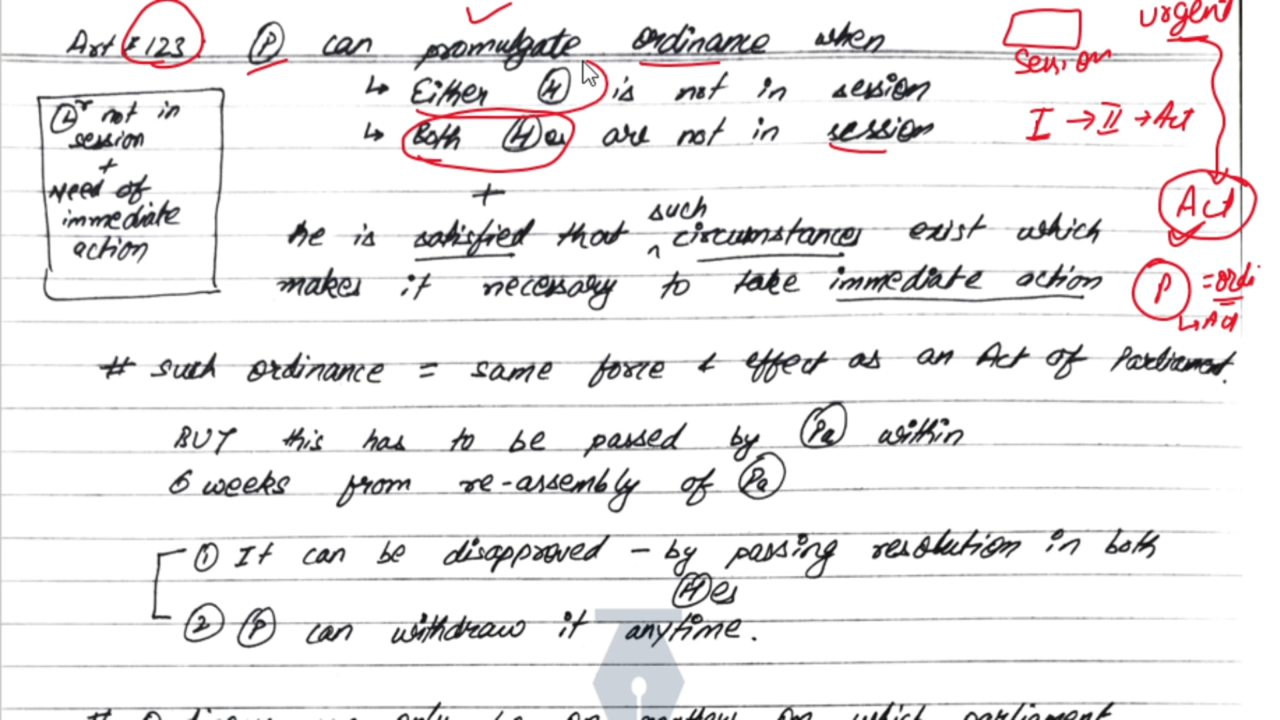 Art # 123 (P) can promulgate ordinance when
↳ Either (H) is not in session
↳ Both (H)es are not in session
+
he is satisfied that such circumstances exist which
makes it necessary to take immediate action
(L)r not in
session
+
Need of
immediate
action
urgent
Session
I → II → Act
Act
(P) = ordi
↳ Act
# such ordinance = same force & effect as an Act of Parliament.
BUT this has to be passed by (Pa) within
6 weeks from re-assembly of (Pa)
① It can be disapproved - by passing resolution in both
(H)es
② (P) can withdraw it anytime.